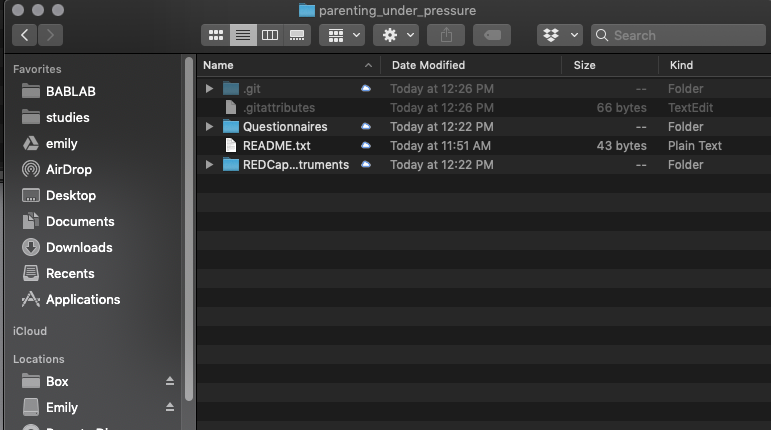 parenting_under_pressure
Search
Favorites
BABLAB
studies
emily
AirDrop
Desktop
Documents
Downloads
Recents
Applications
iCloud
Locations
Box
Emily
Name Date Modified Size Kind
.git Today at 12:26 PM -- Folder
.gitattributes Today at 12:26 PM 66 bytes TextEdit
Questionnaires Today at 12:22 PM -- Folder
README.txt Today at 11:51 AM 43 bytes Plain Text
REDCap...truments Today at 12:22 PM -- Folder